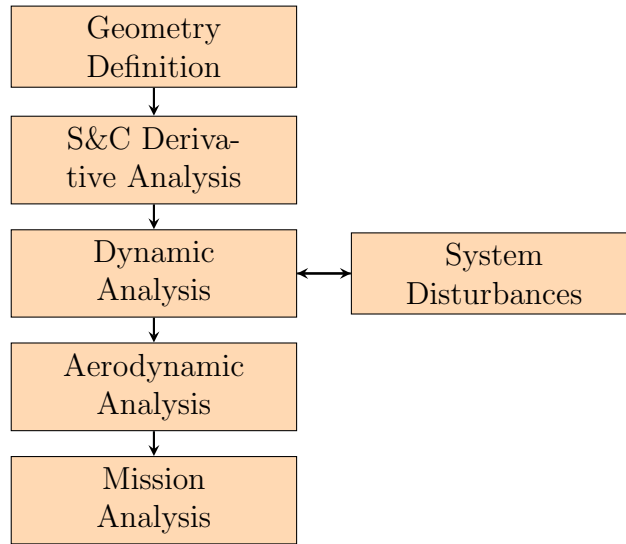 Geometry
Definition
S&C Deriva-
tive Analysis
Dynamic
Analysis
System
Disturbances
Aerodynamic
Analysis
Mission
Analysis